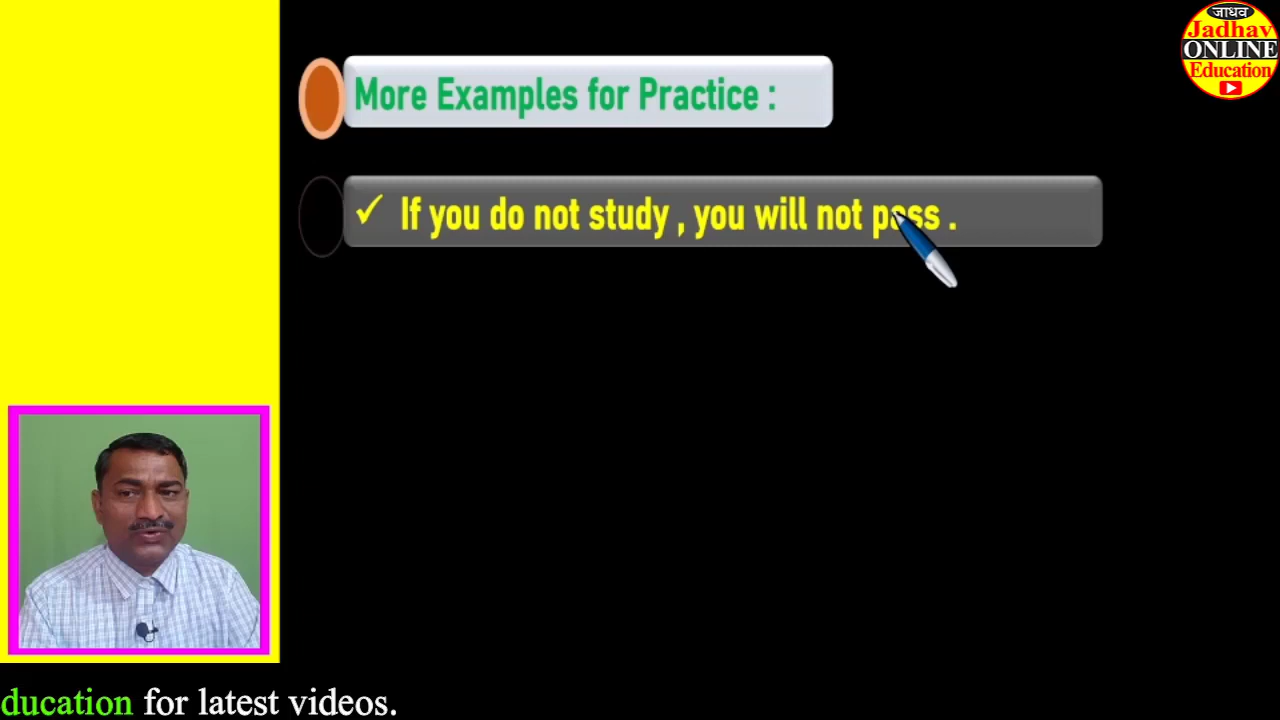 जाधव
Jadhav
ONLINE
Education
More Examples for Practice :
✓ If you do not study , you will not pass .
ducation for latest videos.